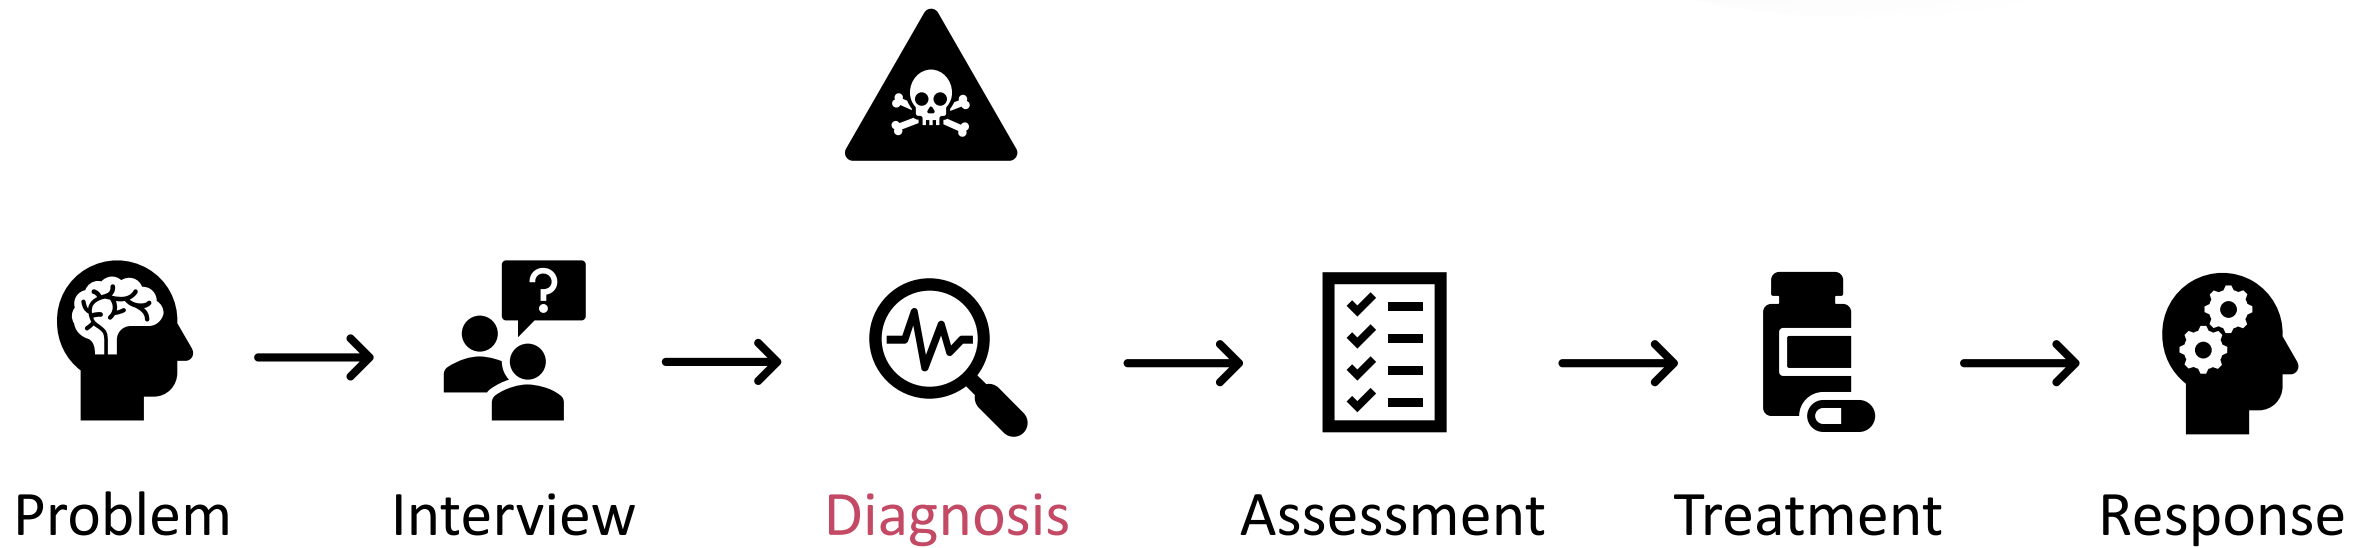 ?
Problem
Interview
Diagnosis
Assessment
Treatment
Response